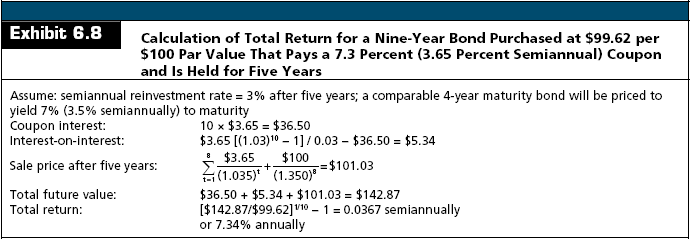 Exhibit 6.8
Calculation of Total Return for a Nine-Year Bond Purchased at $99.62 per
$100 Par Value That Pays a 7.3 Percent (3.65 Percent Semiannual) Coupon
and Is Held for Five Years
Assume: semiannual reinvestment rate = 3% after five years; a comparable 4-year maturity bond will be priced to
yield 7% (3.5% semiannually) to maturity
Coupon interest: 10 × $3.65 = $36.50
Interest-on-interest: $3.65 [(1.03)¹⁰ − 1] / 0.03 − $36.50 = $5.34
Sale price after five years: ∑⁸ₜ₌₁ $3.65/(1.035)ᵗ + $100/(1.350)⁸ = $101.03
Total future value: $36.50 + $5.34 + $101.03 = $142.87
Total return: [$142.87/$99.62]¹/¹⁰ − 1 = 0.0367 semiannually
or 7.34% annually